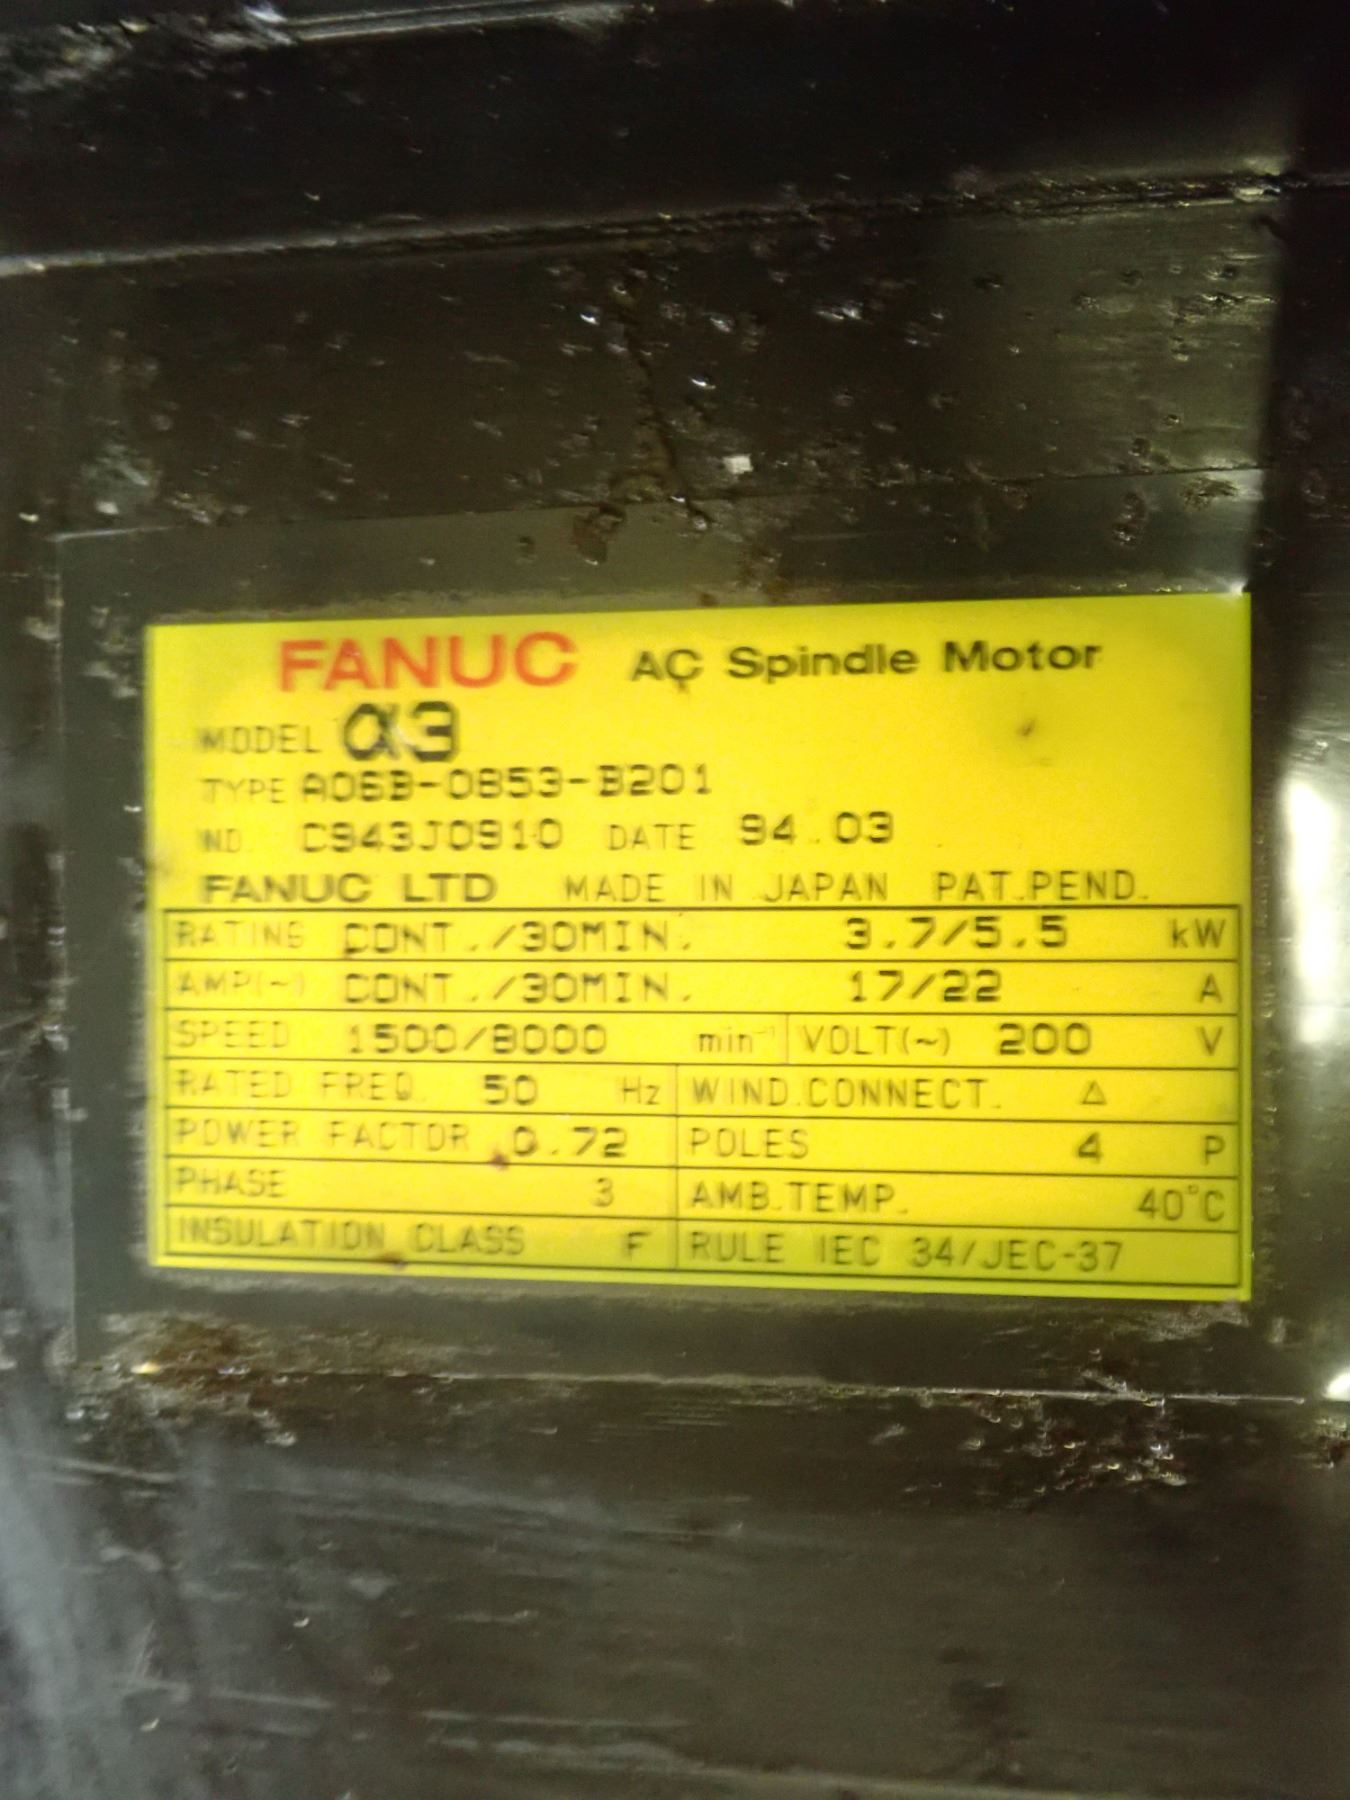 FANUC AC Spindle Motor
MODEL α3
TYPE A06B-0853-B201
NO. C943J0910 DATE 94.03
FANUC LTD MADE IN JAPAN PAT.PEND.
RATING CONT./30MIN. 3.7/5.5 kW
AMP(~) CONT./30MIN. 17/22 A
SPEED 1500/8000 min⁻¹ VOLT(~) 200 V
RATED FREQ. 50 Hz WIND.CONNECT. △
POWER FACTOR 0.72 POLES 4 P
PHASE 3 AMB.TEMP. 40°C
INSULATION CLASS F RULE IEC 34/JEC-37